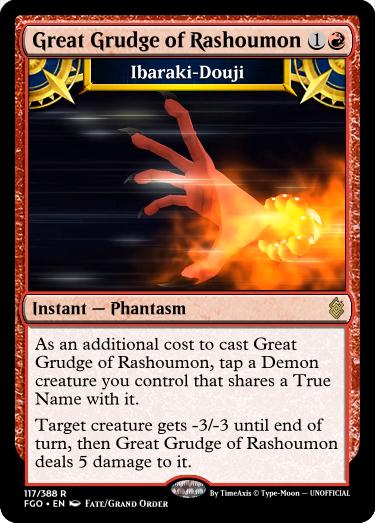 Great Grudge of Rashoumon 1
Ibaraki-Douji
Instant — Phantasm
As an additional cost to cast Great
Grudge of Rashoumon, tap a Demon
creature you control that shares a True
Name with it.
Target creature gets -3/-3 until end of
turn, then Great Grudge of Rashoumon
deals 5 damage to it.
117/388 R
FGO • EN Fate/Grand Order
By TimeAxis © Type-Moon — UNOFFICIAL